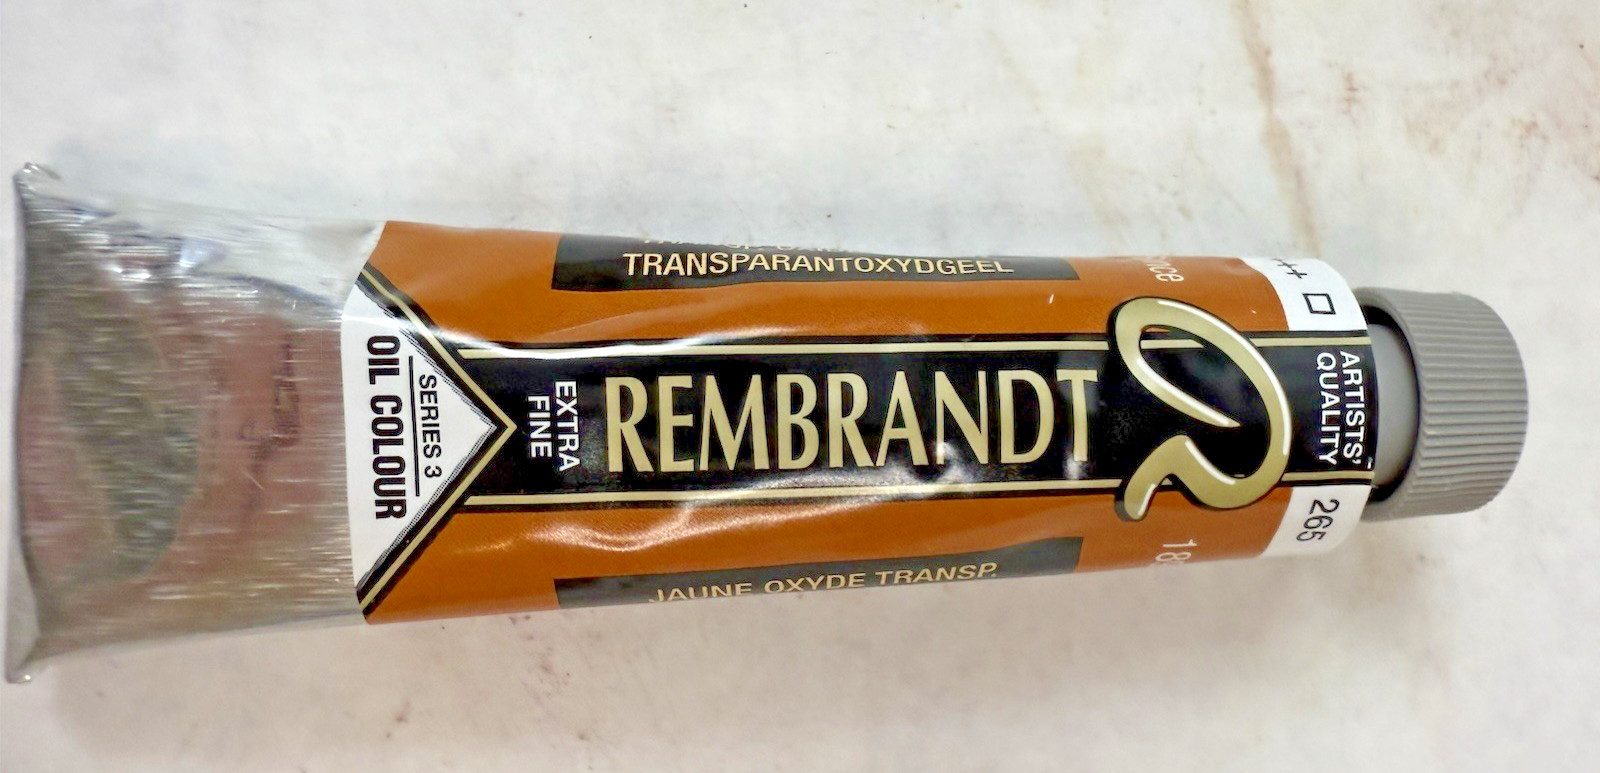 TRANSPARANTOXYDGEEL
OIL COLOUR
SERIES 3
EXTRA
FINE
REMBRANDT
R
ARTISTS'
QUALITY
265
JAUNE OXYDE TRANSP.